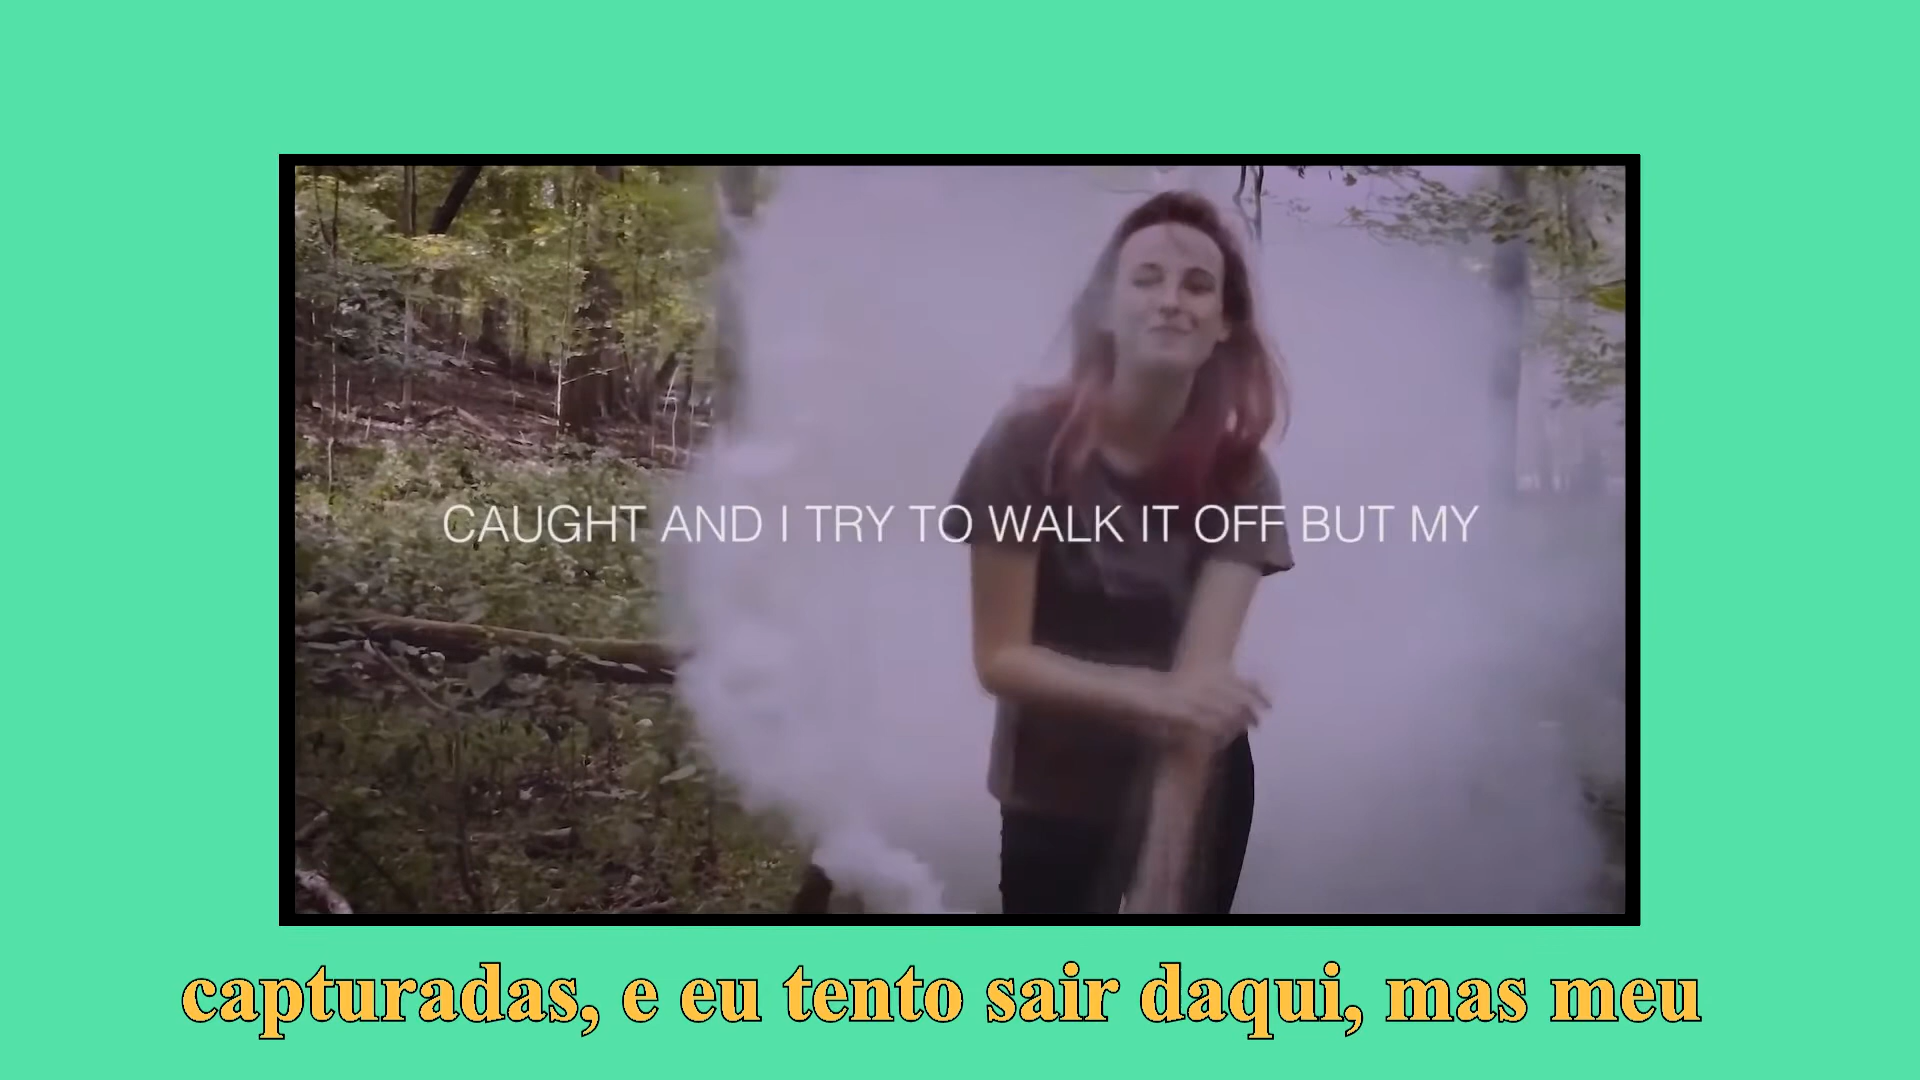 CAUGHT AND I TRY TO WALK IT OFF BUT MY
capturadas, e eu tento sair daqui, mas meu